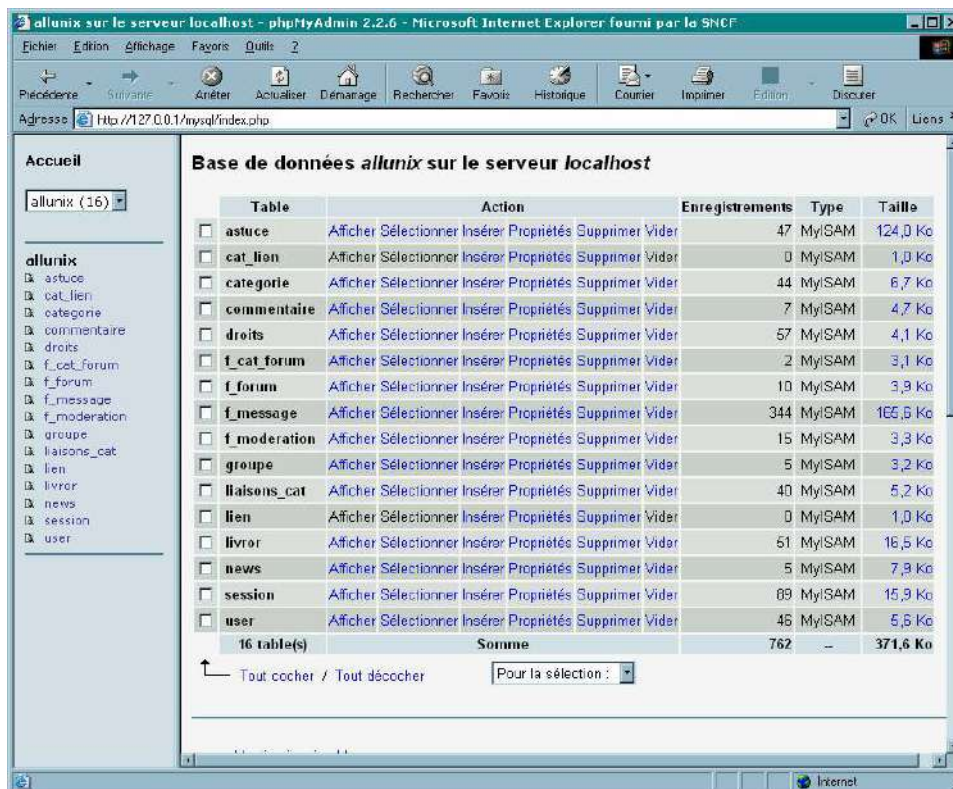 allunix sur le serveur localhost - phpMyAdmin 2.2.6 - Microsoft Internet Explorer fourni par la SNCF
Fichier Edition Affichage Favoris Outils ?
Précédente Suivante Arrêter Actualiser Démarrage Rechercher Favoris Historique Courrier Imprimer Edition Discuter
Adresse http://127.0.0.1/mysql/index.php OK Liens
Accueil
allunix (16)
allunix
astuce
cat_lien
categorie
commentaire
droits
f_cat_forum
f_forum
f_message
f_moderation
groupe
liaisons_cat
lien
livror
news
session
user
Base de données allunix sur le serveur localhost
Table Action Enregistrements Type Taille
astuce Afficher Sélectionner Insérer Propriétés Supprimer Vider 47 MyISAM 124,0 Ko
cat_lien Afficher Sélectionner Insérer Propriétés Supprimer Vider 0 MyISAM 1,0 Ko
categorie Afficher Sélectionner Insérer Propriétés Supprimer Vider 44 MyISAM 6,7 Ko
commentaire Afficher Sélectionner Insérer Propriétés Supprimer Vider 7 MyISAM 4,7 Ko
droits Afficher Sélectionner Insérer Propriétés Supprimer Vider 57 MyISAM 4,1 Ko
f_cat_forum Afficher Sélectionner Insérer Propriétés Supprimer Vider 2 MyISAM 3,1 Ko
f_forum Afficher Sélectionner Insérer Propriétés Supprimer Vider 10 MyISAM 3,9 Ko
f_message Afficher Sélectionner Insérer Propriétés Supprimer Vider 344 MyISAM 165,6 Ko
f_moderation Afficher Sélectionner Insérer Propriétés Supprimer Vider 15 MyISAM 3,3 Ko
groupe Afficher Sélectionner Insérer Propriétés Supprimer Vider 5 MyISAM 3,2 Ko
liaisons_cat Afficher Sélectionner Insérer Propriétés Supprimer Vider 40 MyISAM 5,2 Ko
lien Afficher Sélectionner Insérer Propriétés Supprimer Vider 0 MyISAM 1,0 Ko
livror Afficher Sélectionner Insérer Propriétés Supprimer Vider 51 MyISAM 16,5 Ko
news Afficher Sélectionner Insérer Propriétés Supprimer Vider 5 MyISAM 7,9 Ko
session Afficher Sélectionner Insérer Propriétés Supprimer Vider 89 MyISAM 15,9 Ko
user Afficher Sélectionner Insérer Propriétés Supprimer Vider 46 MyISAM 5,6 Ko
16 table(s) Somme 762 -- 371,6 Ko
Tout cocher / Tout décocher Pour la sélection :
Internet